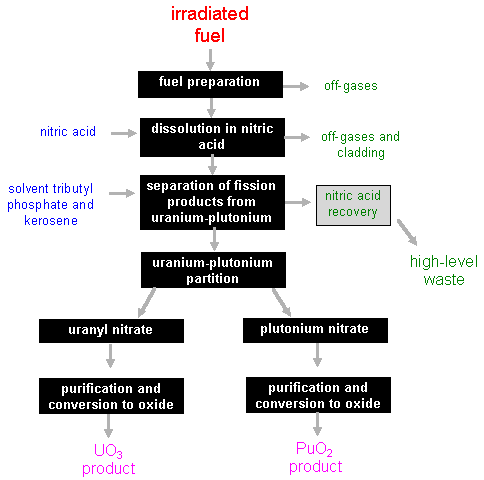 irradiated
fuel
fuel preparation
off-gases
nitric acid
dissolution in nitric
acid
off-gases and
cladding
solvent tributyl
phosphate and
kerosene
separation of fission
products from
uranium-plutonium
nitric acid
recovery
high-level
waste
uranium-plutonium
partition
uranyl nitrate
plutonium nitrate
purification and
conversion to oxide
purification and
conversion to oxide
UO3
product
PuO2
product